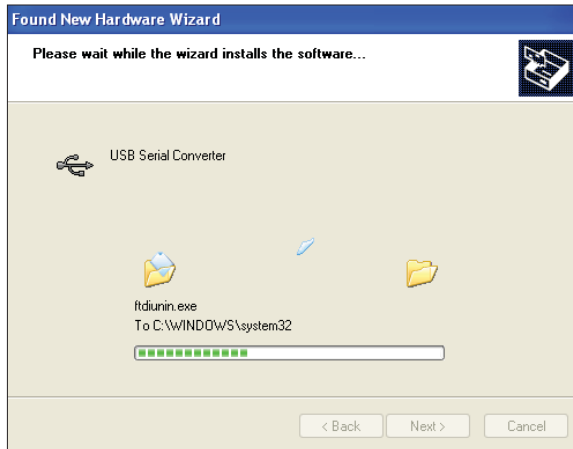 Found New Hardware Wizard
Please wait while the wizard installs the software...
USB Serial Converter
ftdiunin.exe
To C:\WINDOWS\system32
< Back
Next >
Cancel